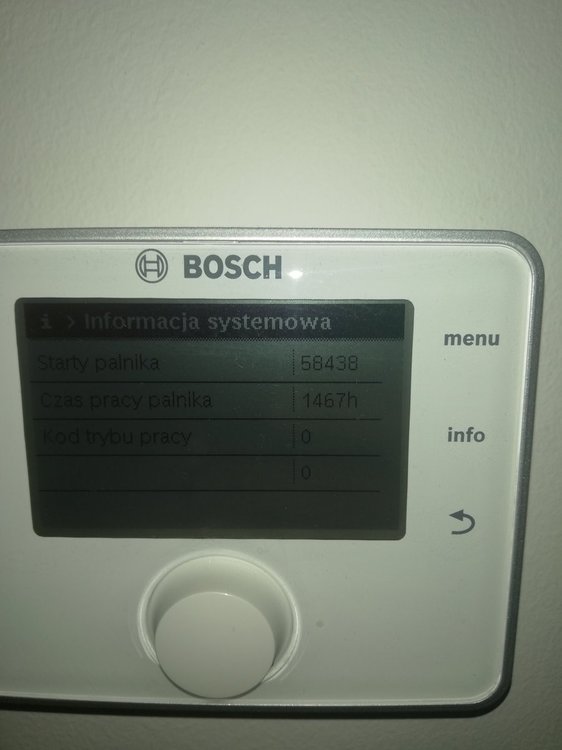 BOSCH
i > Informacja systemowa
Starty palnika 58438
Czas pracy palnika 1467h
Kod trybu pracy 0
0
menu
info